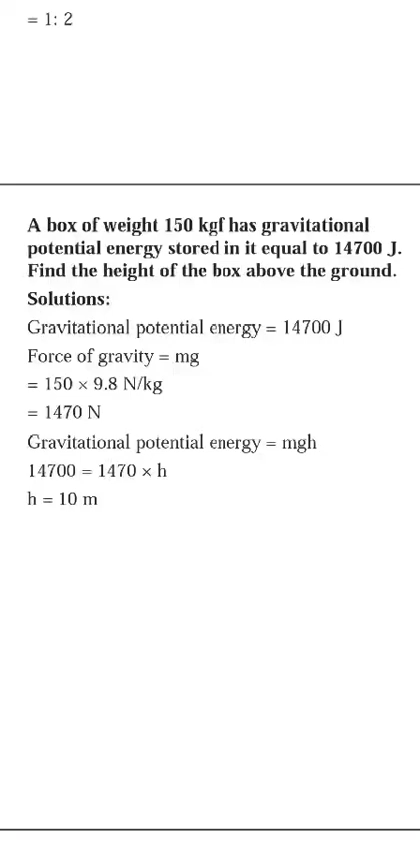 = 1: 2
A box of weight 150 kgf has gravitational
potential energy stored in it equal to 14700 J.
Find the height of the box above the ground.
Solutions:
Gravitational potential energy = 14700 J
Force of gravity = mg
= 150 × 9.8 N/kg
= 1470 N
Gravitational potential energy = mgh
14700 = 1470 × h
h = 10 m